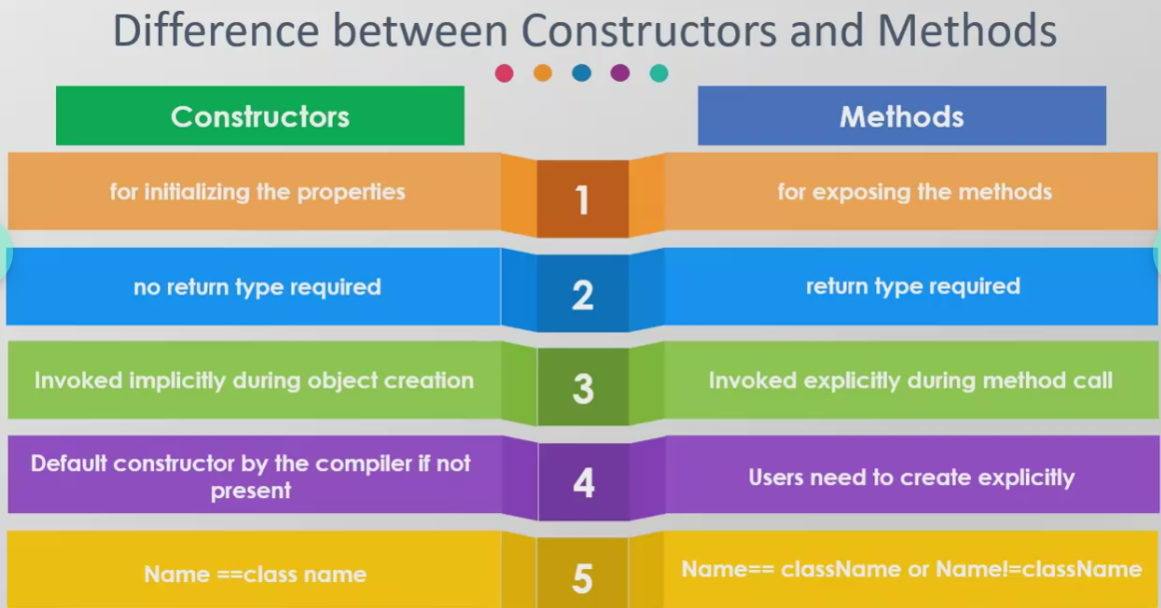 Difference between Constructors and Methods
Constructors
Methods
for initializing the properties
1
for exposing the methods
no return type required
2
return type required
Invoked implicitly during object creation
3
Invoked explicitly during method call
Default constructor by the compiler if not
present
4
Users need to create explicitly
Name ==class name
5
Name== className or Name!=className